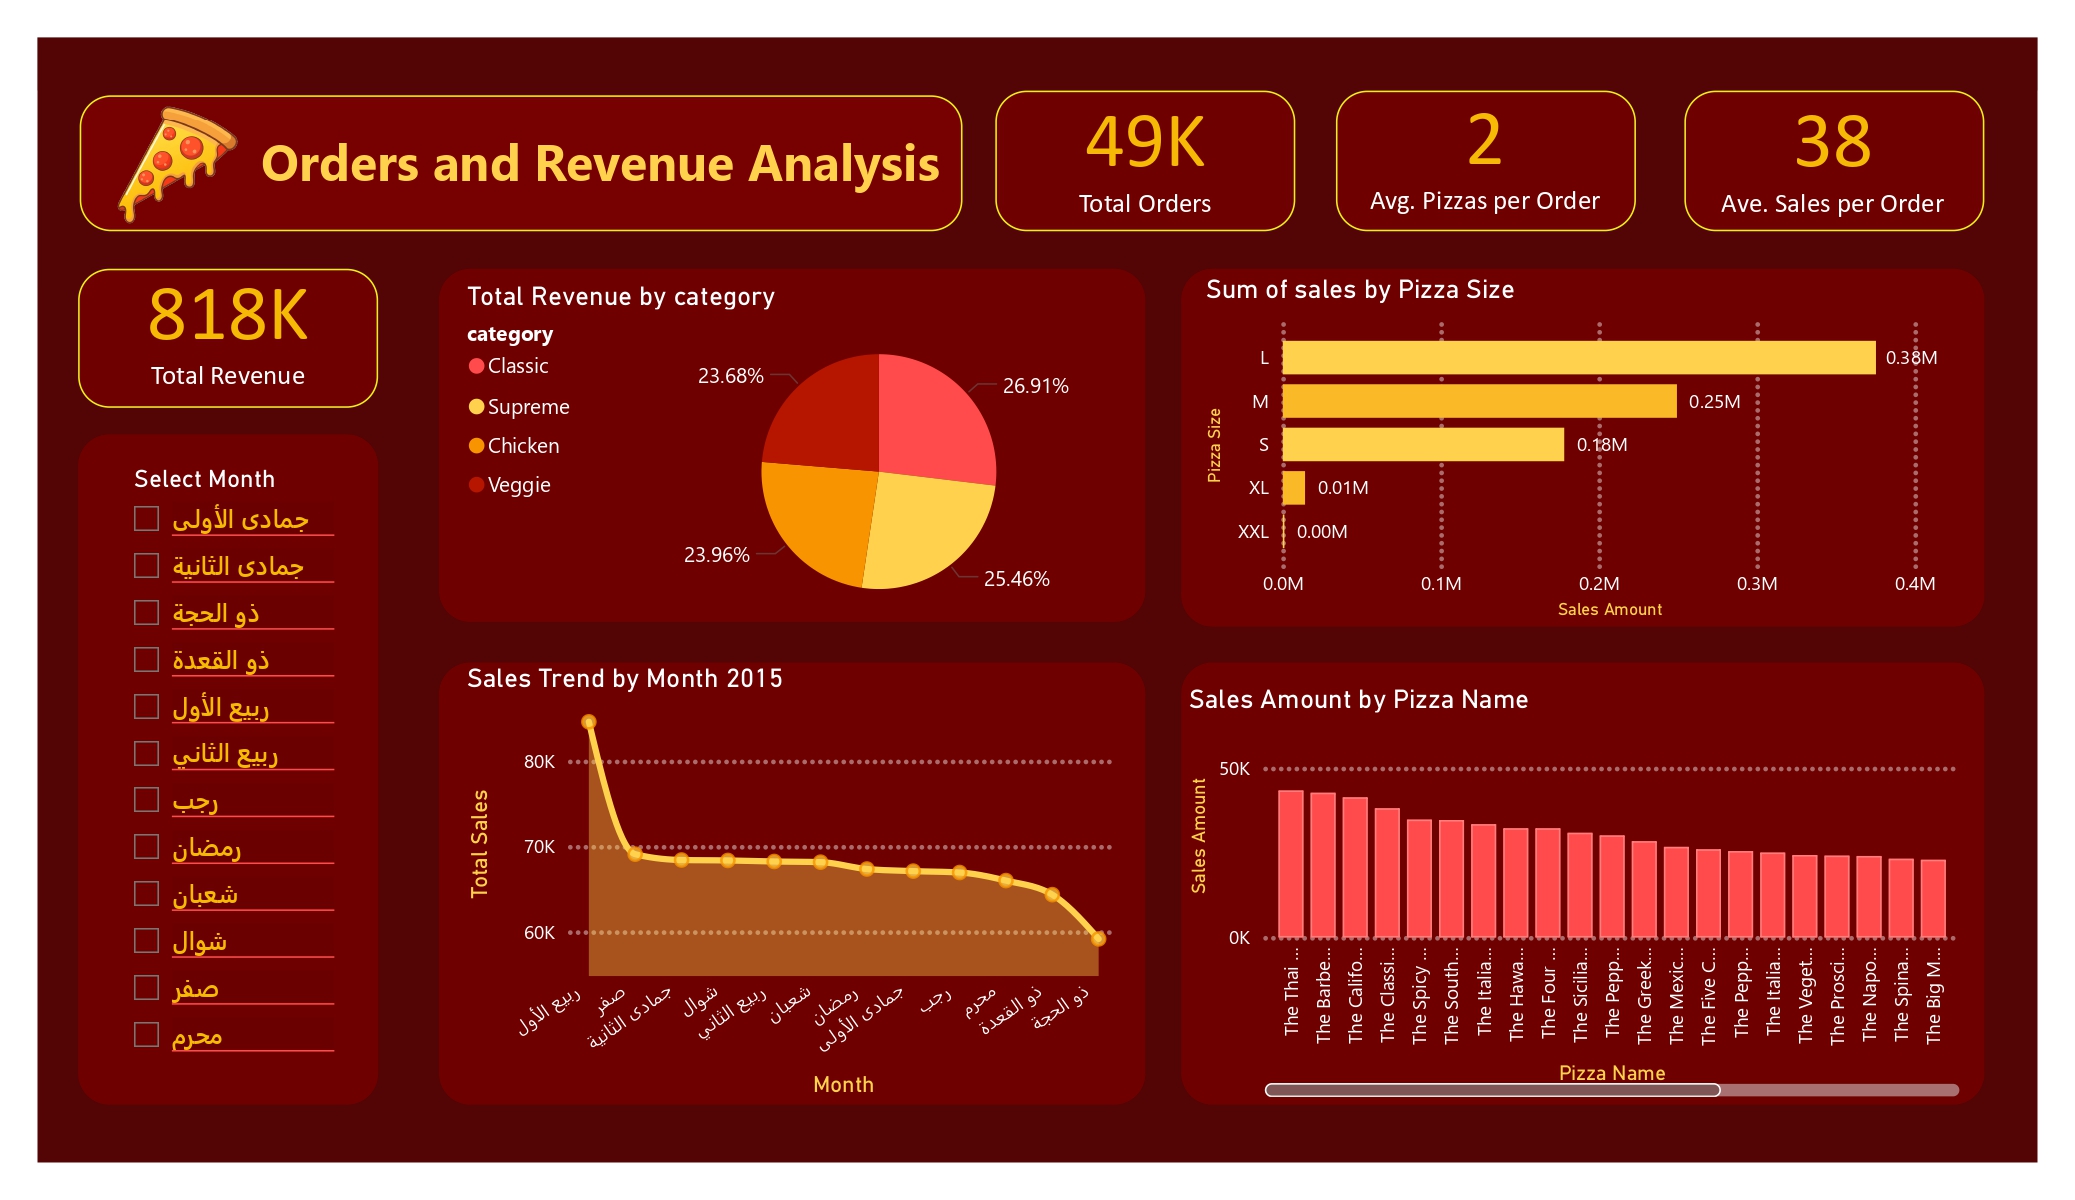 Orders and Revenue Analysis
49K
Total Orders
2
Avg. Pizzas per Order
38
Ave. Sales per Order
818K
Total Revenue
Select Month
جمادى الأولى
جمادى الثانية
ذو الحجة
ذو القعدة
ربيع الأول
ربيع الثاني
رجب
رمضان
شعبان
شوال
صفر
محرم
Total Revenue by category
category
Classic
Supreme
Chicken
Veggie
23.68%
26.91%
23.96%
25.46%
Sum of sales by Pizza Size
Pizza Size
L 0.38M
M 0.25M
S 0.18M
XL 0.01M
XXL 0.00M
0.0M 0.1M 0.2M 0.3M 0.4M
Sales Amount
Sales Trend by Month 2015
Total Sales
80K
70K
60K
ربيع الأول
صفر
جمادى الثانية
شوال
ربيع الثاني
شعبان
رمضان
جمادى الأولى
رجب
محرم
ذو القعدة
ذو الحجة
Month
Sales Amount by Pizza Name
Sales Amount
50K
0K
The Thai ...
The Barbe...
The Califo...
The Classi...
The Spicy ...
The South...
The Italia...
The Hawa...
The Four ...
The Sicilia...
The Pepp...
The Greek...
The Mexic...
The Five C...
The Pepp...
The Italia...
The Veget...
The Prosci...
The Napo...
The Spina...
The Big M...
Pizza Name